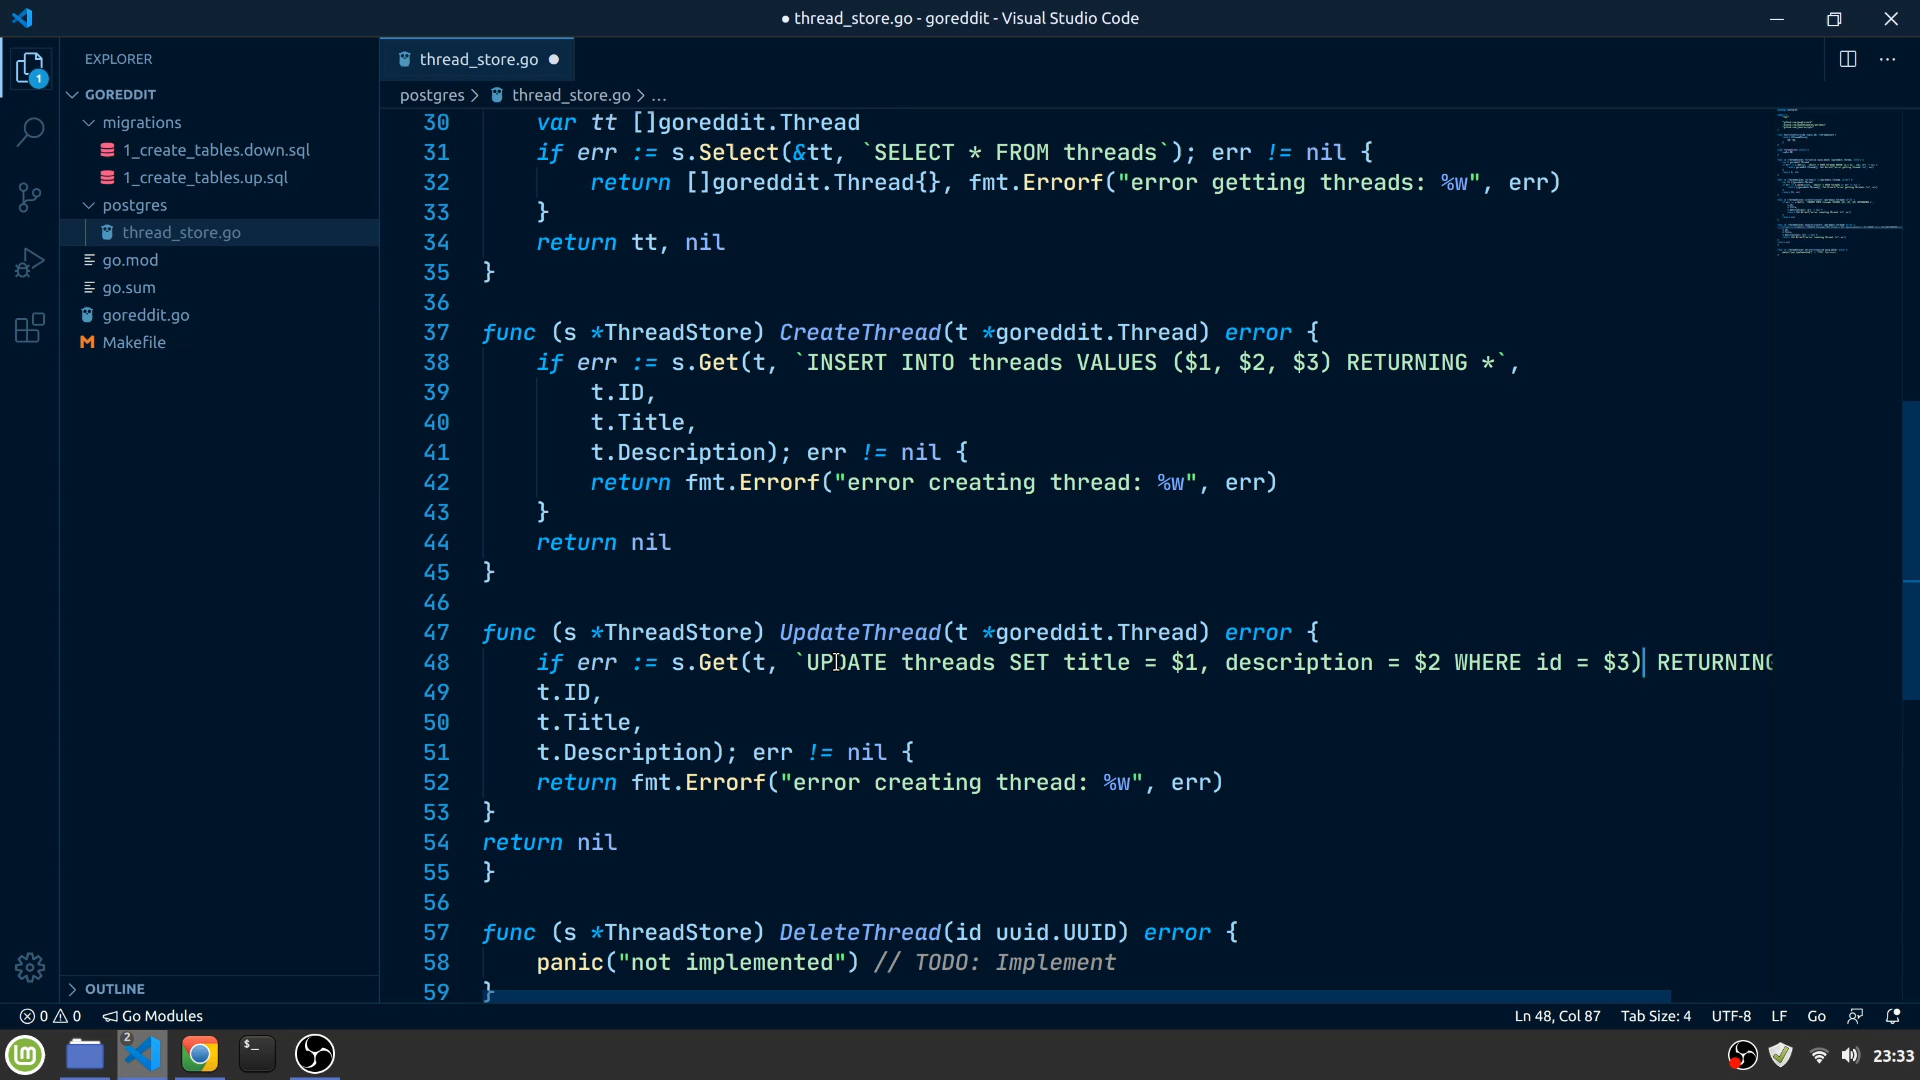 ● thread_store.go - goreddit - Visual Studio Code
EXPLORER
GOREDDIT
migrations
1_create_tables.down.sql
1_create_tables.up.sql
postgres
thread_store.go
go.mod
go.sum
goreddit.go
Makefile
OUTLINE
1
thread_store.go ●
postgres > thread_store.go > ...
30 var tt []goreddit.Thread
31 if err := s.Select(&tt, `SELECT * FROM threads`); err != nil {
32 return []goreddit.Thread{}, fmt.Errorf("error getting threads: %w", err)
33 }
34 return tt, nil
35 }
36
37 func (s *ThreadStore) CreateThread(t *goreddit.Thread) error {
38 if err := s.Get(t, `INSERT INTO threads VALUES ($1, $2, $3) RETURNING *`,
39 t.ID,
40 t.Title,
41 t.Description); err != nil {
42 return fmt.Errorf("error creating thread: %w", err)
43 }
44 return nil
45 }
46
47 func (s *ThreadStore) UpdateThread(t *goreddit.Thread) error {
48 if err := s.Get(t, `UPDATE threads SET title = $1, description = $2 WHERE id = $3) RETURNING
49 t.ID,
50 t.Title,
51 t.Description); err != nil {
52 return fmt.Errorf("error creating thread: %w", err)
53 }
54 return nil
55 }
56
57 func (s *ThreadStore) DeleteThread(id uuid.UUID) error {
58 panic("not implemented") // TODO: Implement
59 }
0 0 Go Modules
Ln 48, Col 87 Tab Size: 4 UTF-8 LF Go
2
23:33